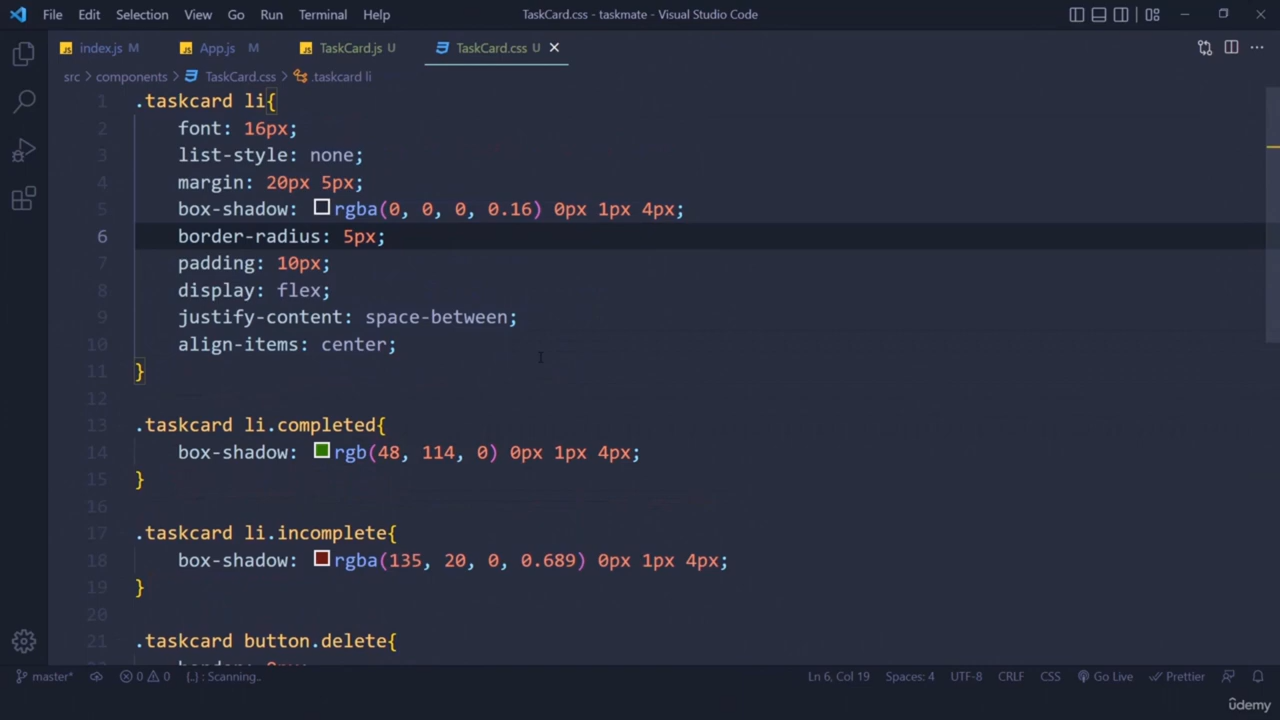 File Edit Selection View Go Run Terminal Help TaskCard.css - taskmate - Visual Studio Code
JS index.js M JS App.js M JS TaskCard.js U TaskCard.css U
src > components > TaskCard.css > .taskcard li
1 .taskcard li{
2 font: 16px;
3 list-style: none;
4 margin: 20px 5px;
5 box-shadow: rgba(0, 0, 0, 0.16) 0px 1px 4px;
6 border-radius: 5px;
7 padding: 10px;
8 display: flex;
9 justify-content: space-between;
10 align-items: center;
11 }
12
13 .taskcard li.completed{
14 box-shadow: rgb(48, 114, 0) 0px 1px 4px;
15 }
16
17 .taskcard li.incomplete{
18 box-shadow: rgba(135, 20, 0, 0.689) 0px 1px 4px;
19 }
20
21 .taskcard button.delete{
master* 0 0 {..} : Scanning.. Ln 6, Col 19 Spaces: 4 UTF-8 CRLF CSS Go Live Prettier
ûdemy